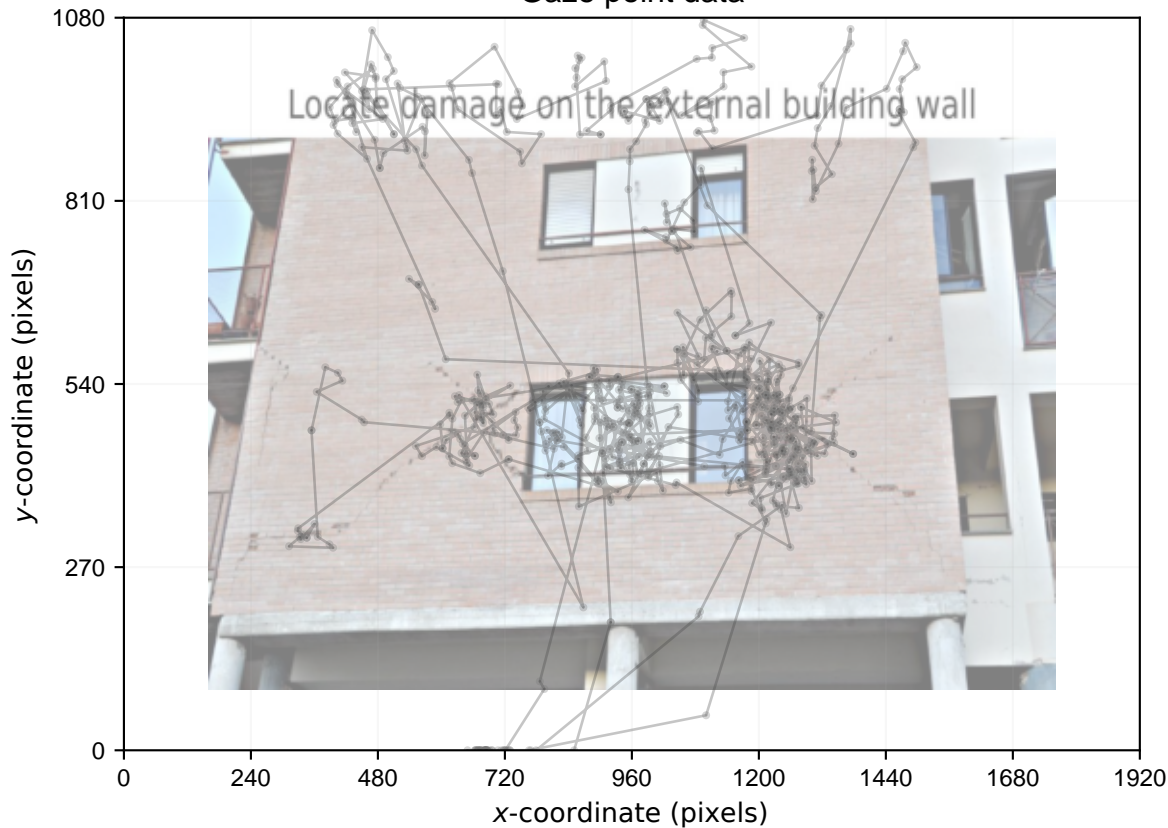 Gaze point data
1080
Locate damage on the external building wall
810
540
270
0
0 240 480 720 960 1200 1440 1680 1920
y-coordinate (pixels)
x-coordinate (pixels)